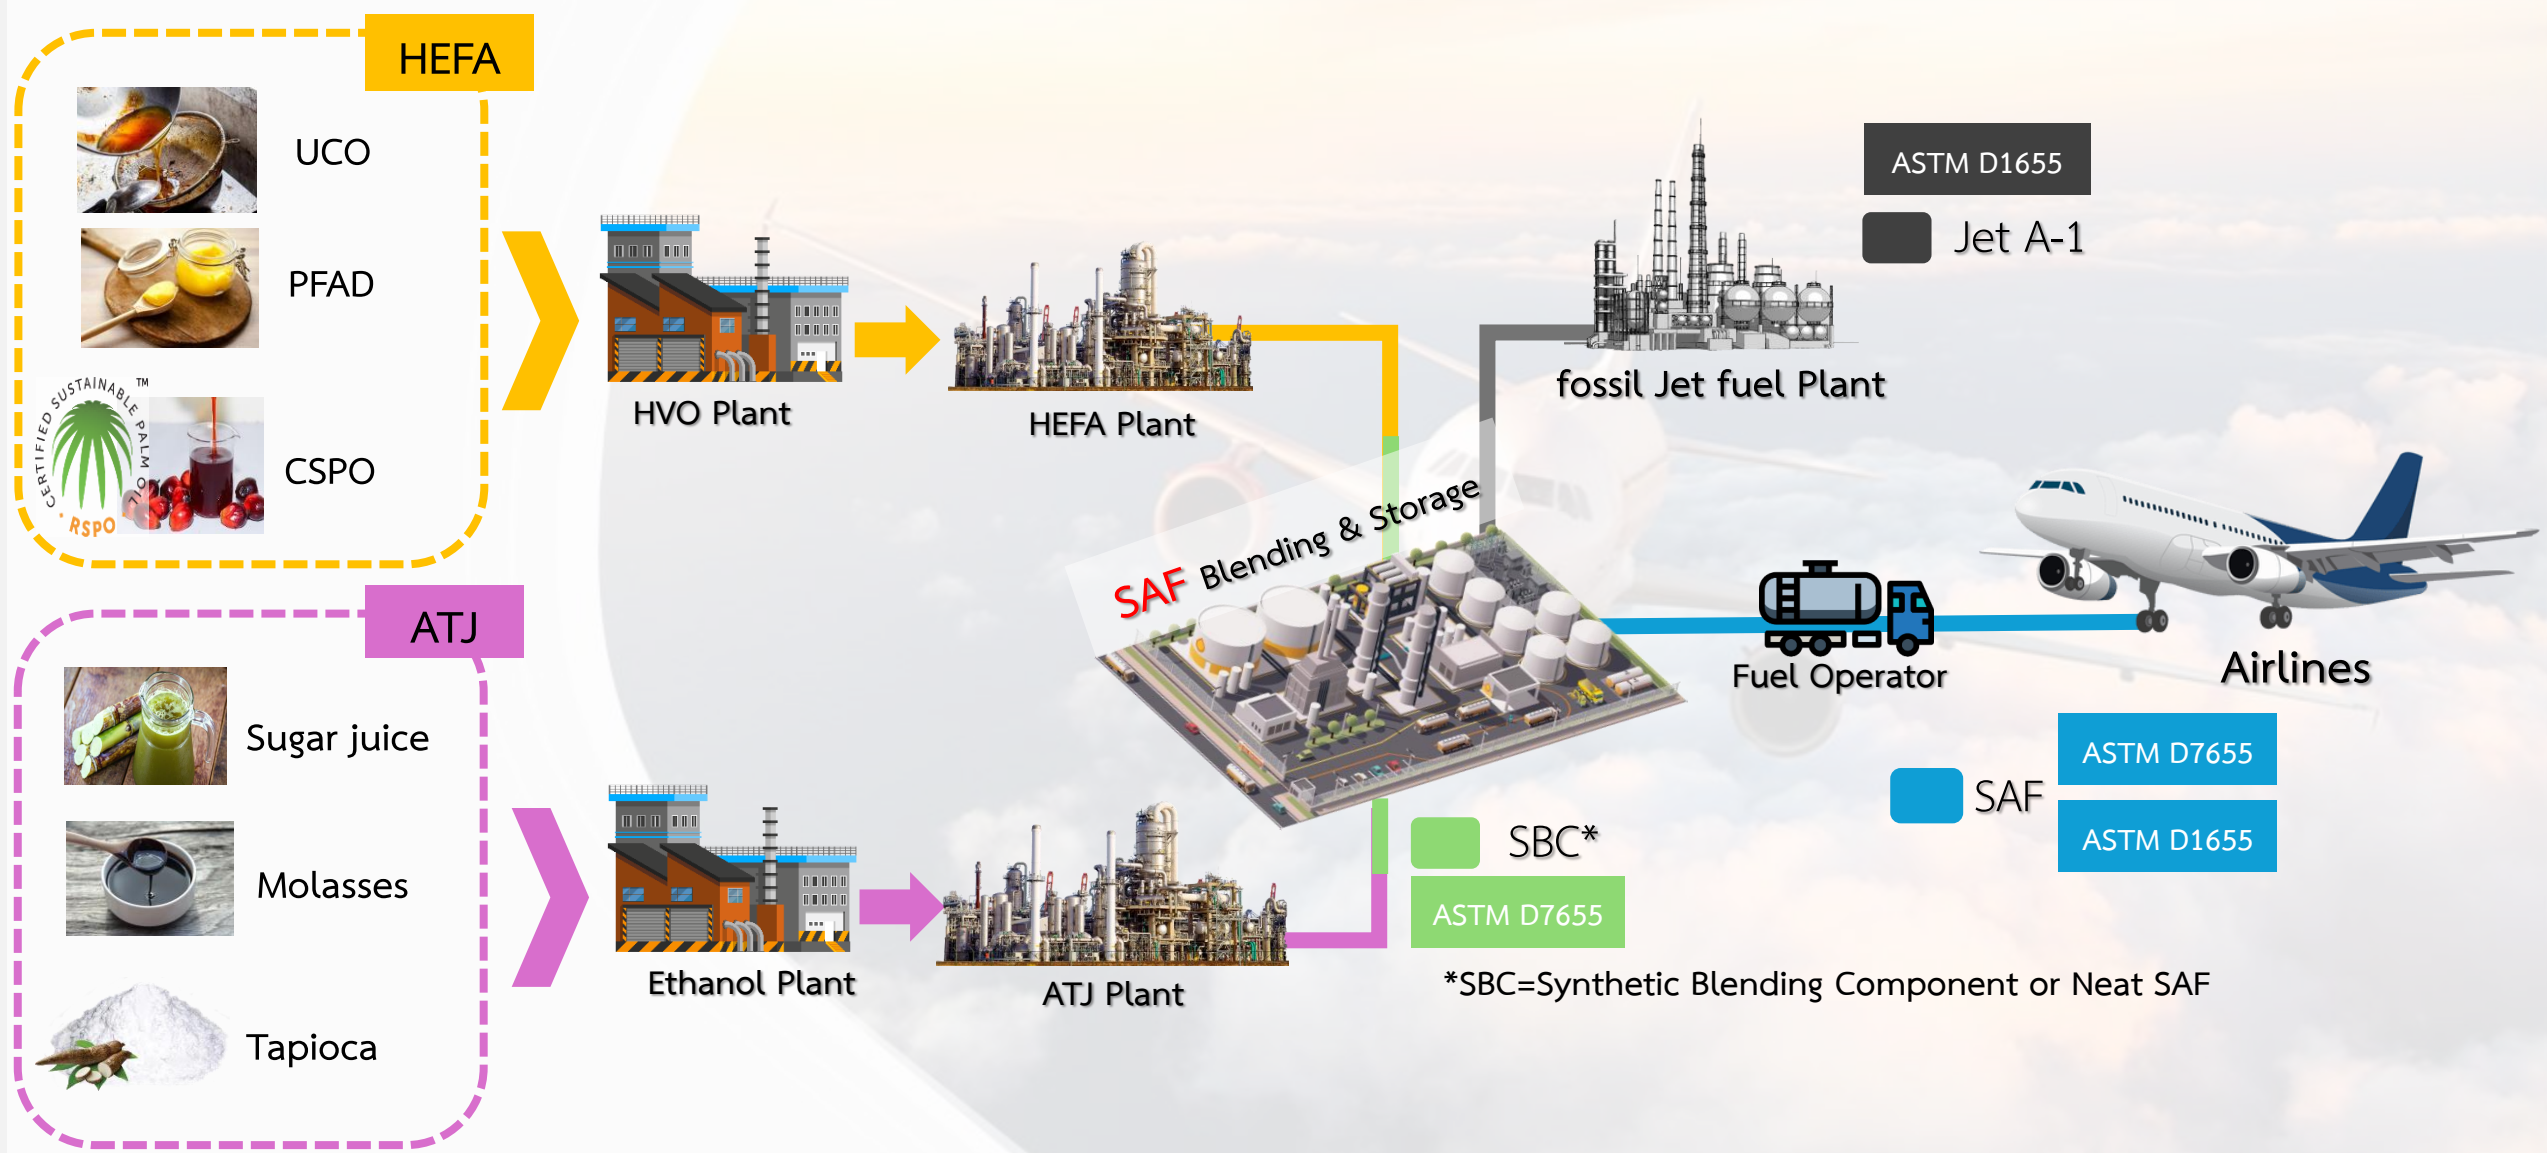 HEFA
UCO
PFAD
CERTIFIED SUSTAINABLE PALM OIL
TM
RSPO
CSPO
HVO Plant
HEFA Plant
ASTM D1655
Jet A-1
fossil Jet fuel Plant
SAF Blending & Storage
Fuel Operator
Airlines
ATJ
Sugar juice
Molasses
Tapioca
Ethanol Plant
ATJ Plant
SBC*
ASTM D7655
SAF
ASTM D7655
ASTM D1655
*SBC=Synthetic Blending Component or Neat SAF